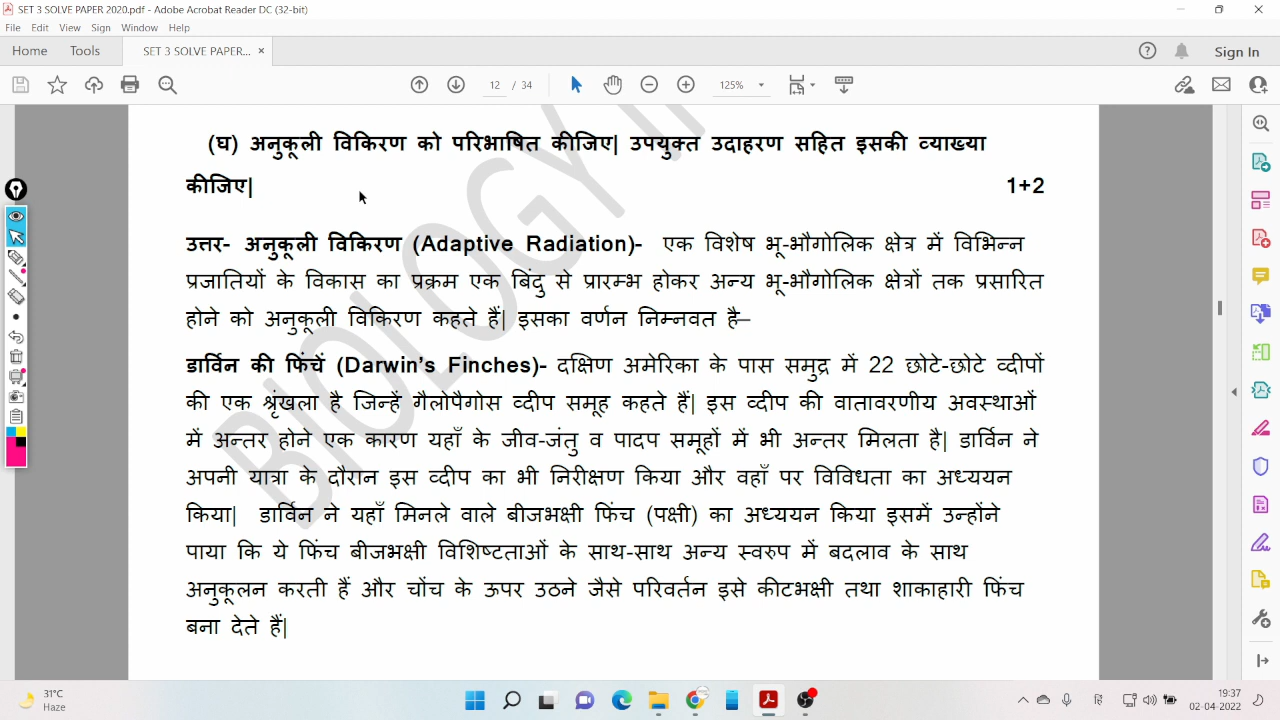 SET 3 SOLVE PAPER 2020.pdf - Adobe Acrobat Reader DC (32-bit)
File Edit View Sign Window Help
Home Tools SET 3 SOLVE PAPER... × Sign In
12 / 34 125%
(घ) अनुकूली विकिरण को परिभाषित कीजिए| उपयुक्त उदाहरण सहित इसकी व्याख्या
कीजिए| 1+2
उत्तर- अनुकूली विकिरण (Adaptive Radiation)- एक विशेष भू-भौगोलिक क्षेत्र में विभिन्न
प्रजातियों के विकास का प्रक्रम एक बिंदु से प्रारम्भ होकर अन्य भू-भौगोलिक क्षेत्रों तक प्रसारित
होने को अनुकूली विकिरण कहते हैं| इसका वर्णन निम्नवत है–
डार्विन की फिंचें (Darwin's Finches)- दक्षिण अमेरिका के पास समुद्र में 22 छोटे-छोटे व्दीपों
की एक श्रृंखला है जिन्हें गैलोपैगोस व्दीप समूह कहते हैं| इस व्दीप की वातावरणीय अवस्थाओं
में अन्तर होने एक कारण यहाँ के जीव-जंतु व पादप समूहों में भी अन्तर मिलता है| डार्विन ने
अपनी यात्रा के दौरान इस व्दीप का भी निरीक्षण किया और वहाँ पर विविधता का अध्ययन
किया| डार्विन ने यहाँ मिनले वाले बीजभक्षी फिंच (पक्षी) का अध्ययन किया इसमें उन्होंने
पाया कि ये फिंच बीजभक्षी विशिष्टताओं के साथ-साथ अन्य स्वरुप में बदलाव के साथ
अनुकूलन करती हैं और चोंच के ऊपर उठने जैसे परिवर्तन इसे कीटभक्षी तथा शाकाहारी फिंच
बना देते हैं|
BIOLOGY
31°C
Haze
19:37
02-04-2022